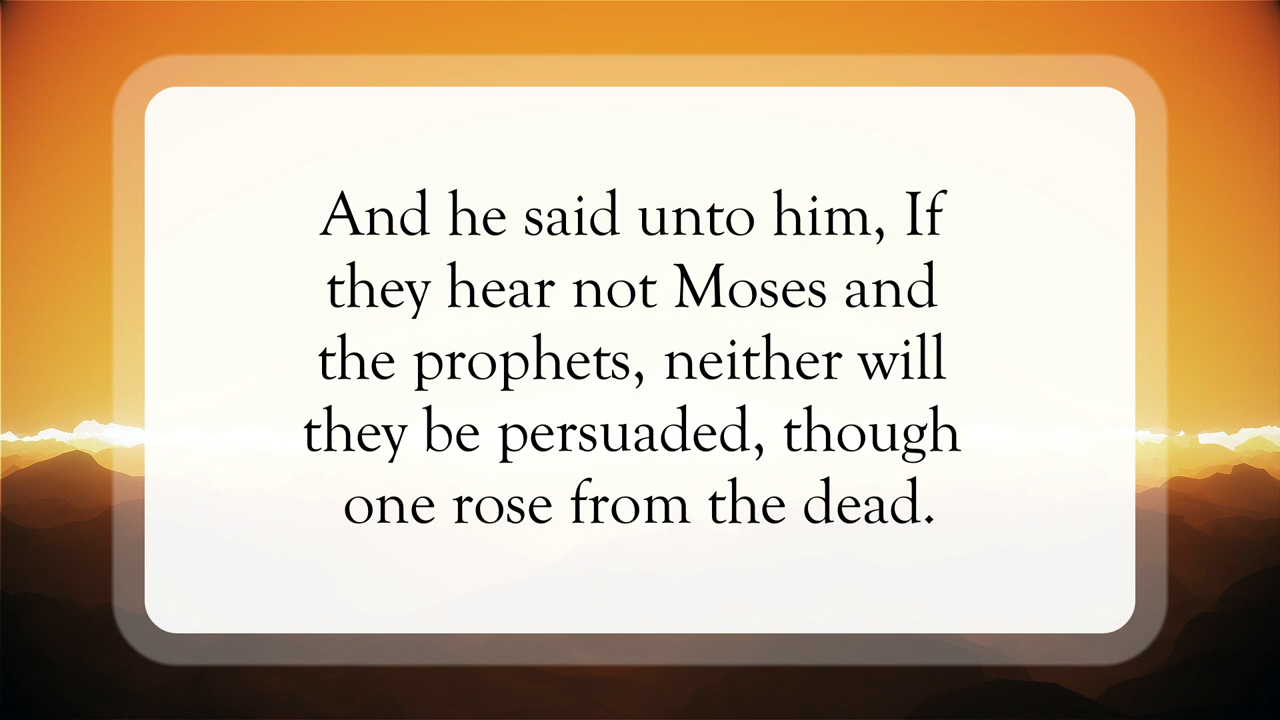 And he said unto him, If
they hear not Moses and
the prophets, neither will
they be persuaded, though
one rose from the dead.